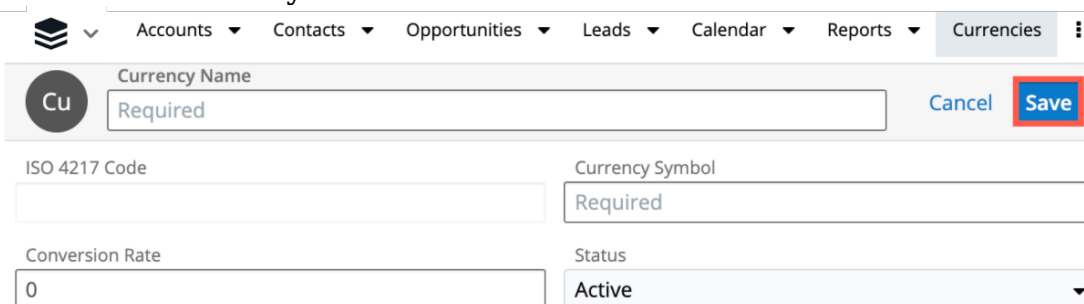 Accounts Contacts Opportunities Leads Calendar Reports Currencies
Currency Name
Cu
Required
Cancel Save
ISO 4217 Code Currency Symbol
Required
Conversion Rate Status
0 Active